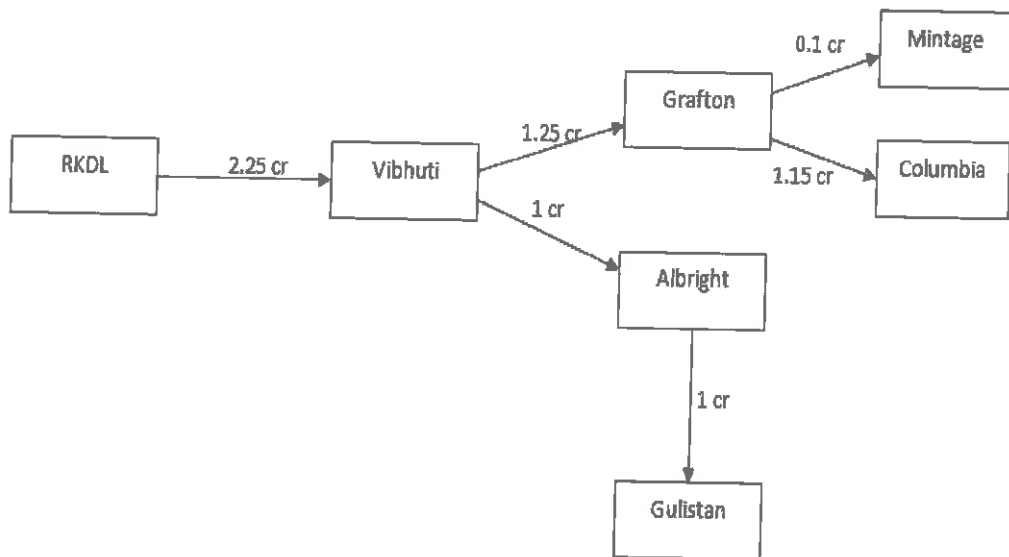 0.1 cr
Mintage
Grafton
1.25 cr
RKDL
2.25 cr
Vibhuti
1.15 cr
Columbia
1 cr
Albright
1 cr
Gulistan